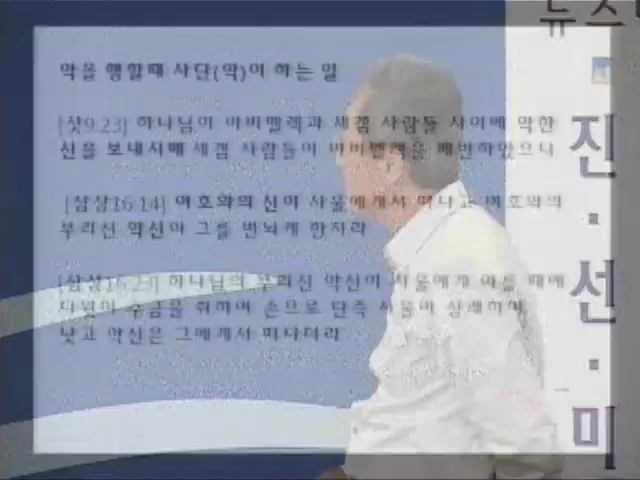 뉴스
악을 행할때 사단(악)이 하는 일
[삿9:23] 하나님이 아비멜렉과 세겜 사람들 사이에 악한
신을 보내시매 세겜 사람들이 아비멜렉을 배반하였으니
[삼상16:14] 여호와의 신이 사울에게서 떠나고 여호와의
부리신 악신이 그를 번뇌케 한지라
[삼상16:23] 하나님의 부리신 악신이 사울에게 이를 때에
다윗이 수금을 취하여 손으로 탄즉 사울이 상쾌하여
낫고 악신은 그에게서 떠나더라
진
·
선
·
미